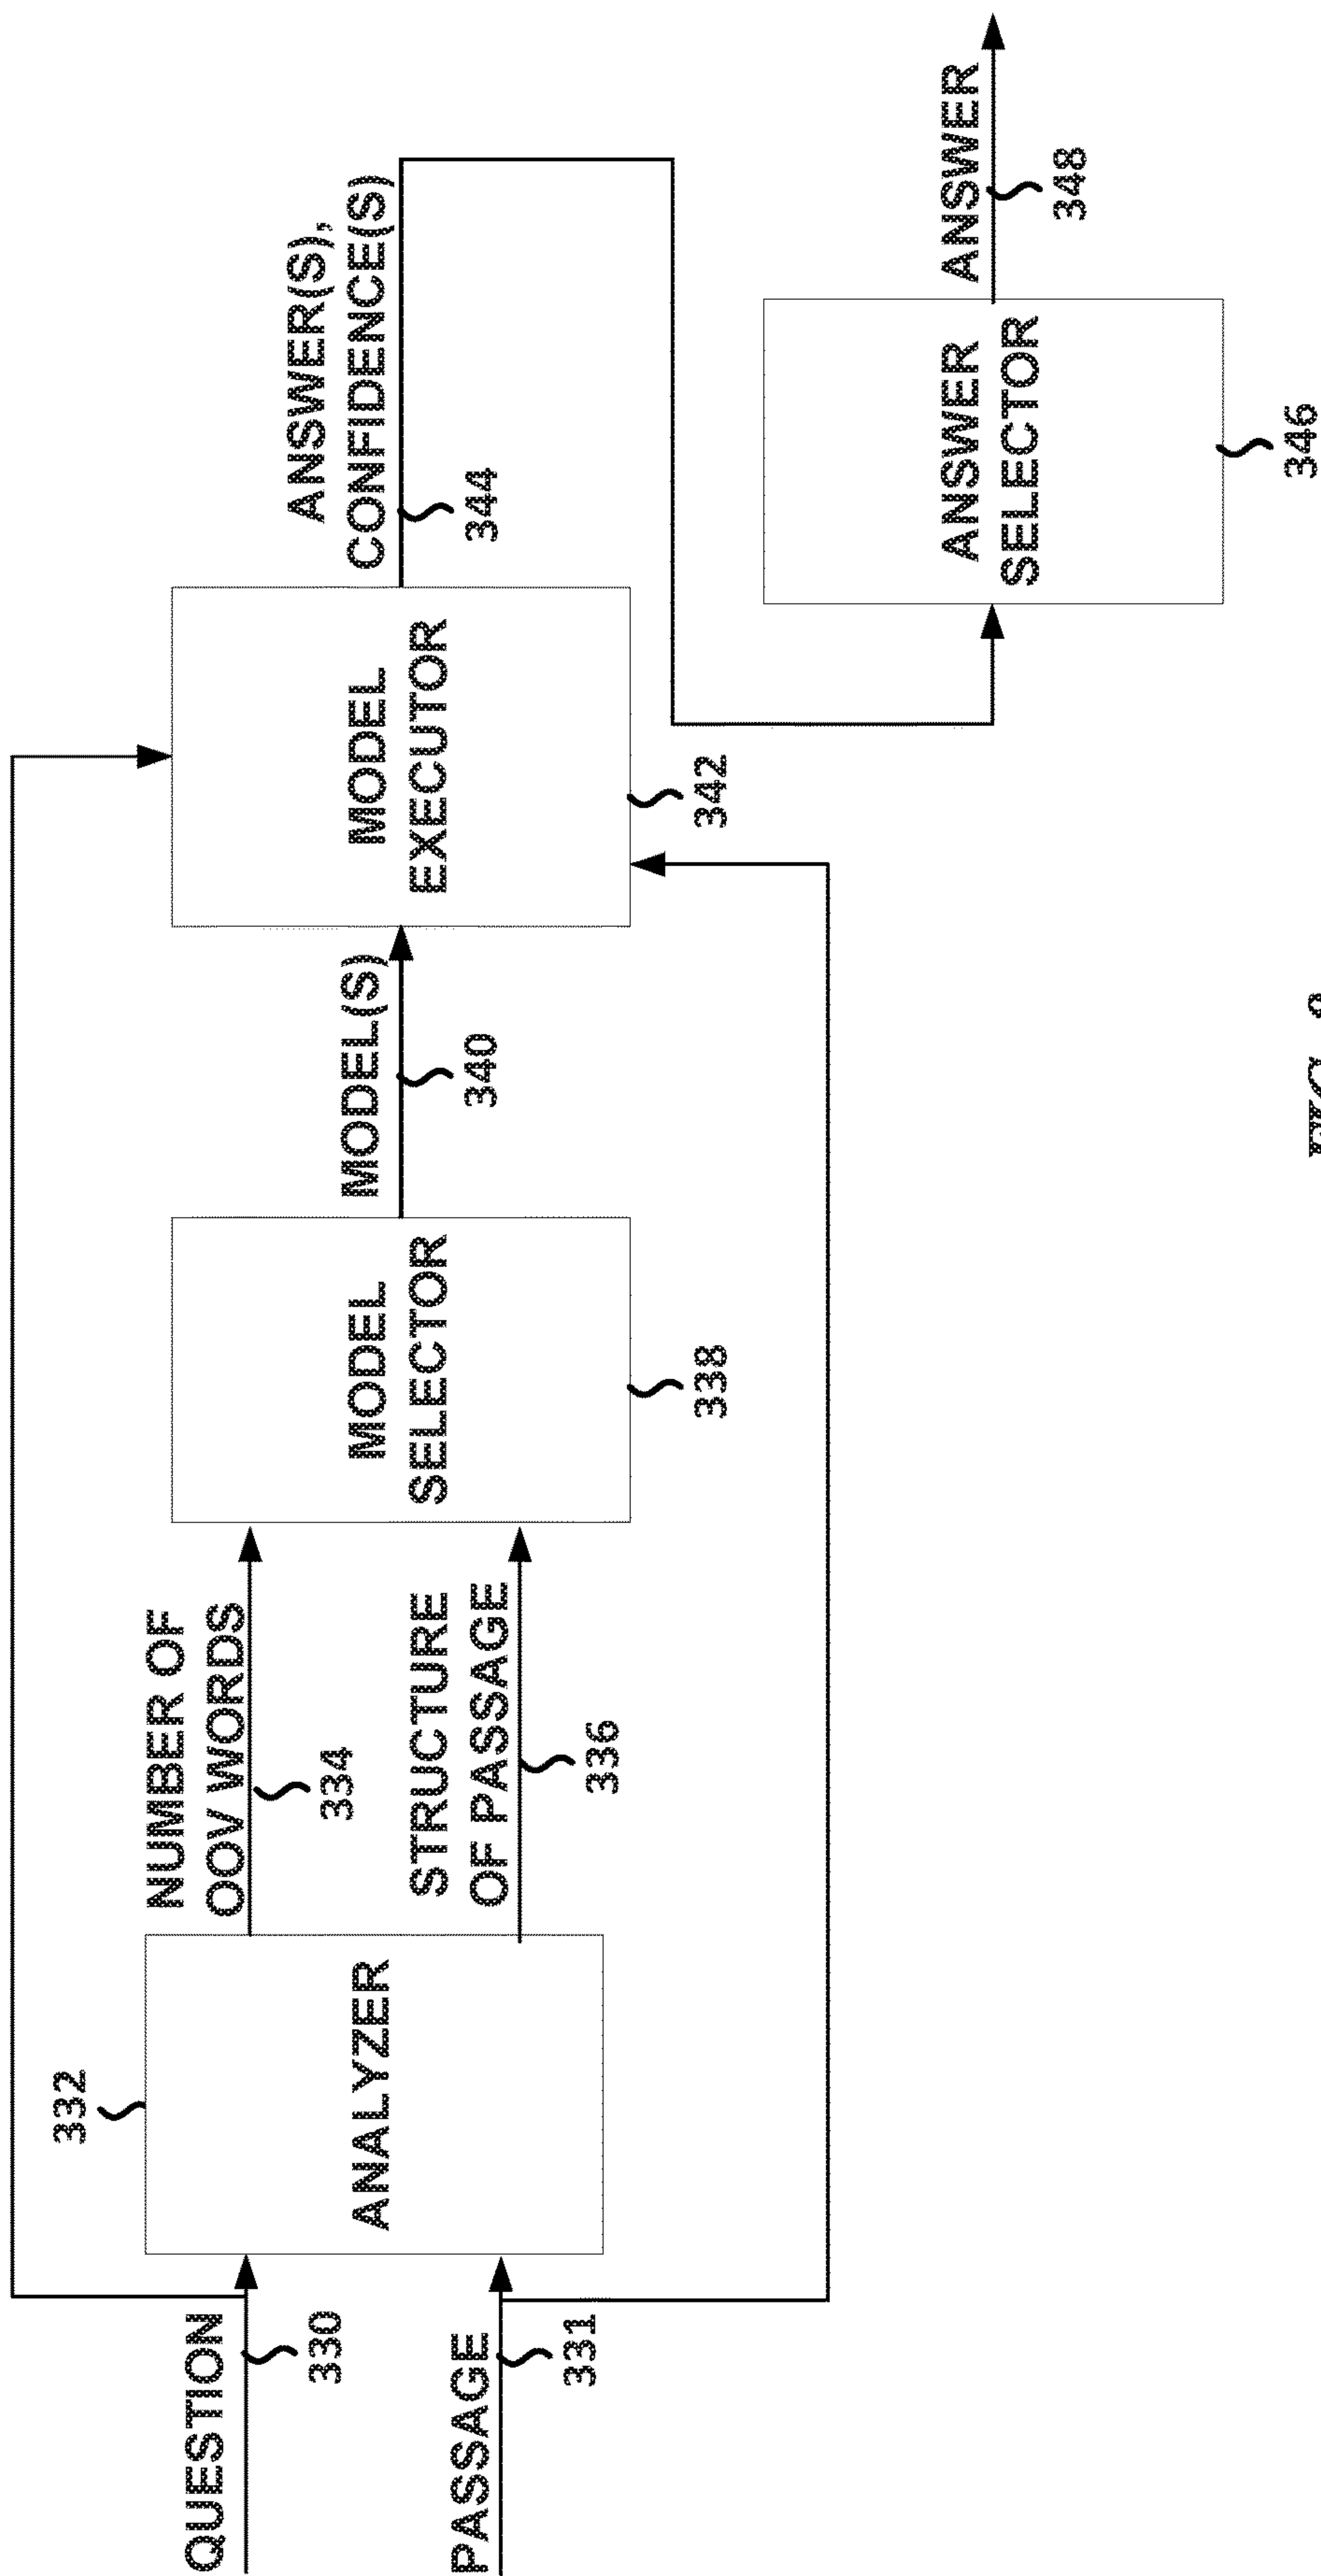 QUESTION
330
PASSAGE
331
332
ANALYZER
NUMBER OF
OOV WORDS
334
STRUCTURE
OF PASSAGE
336
MODEL
SELECTOR
338
MODEL(S)
340
MODEL
EXECUTOR
342
ANSWER(S),
CONFIDENCE(S)
344
ANSWER
SELECTOR
346
ANSWER
348